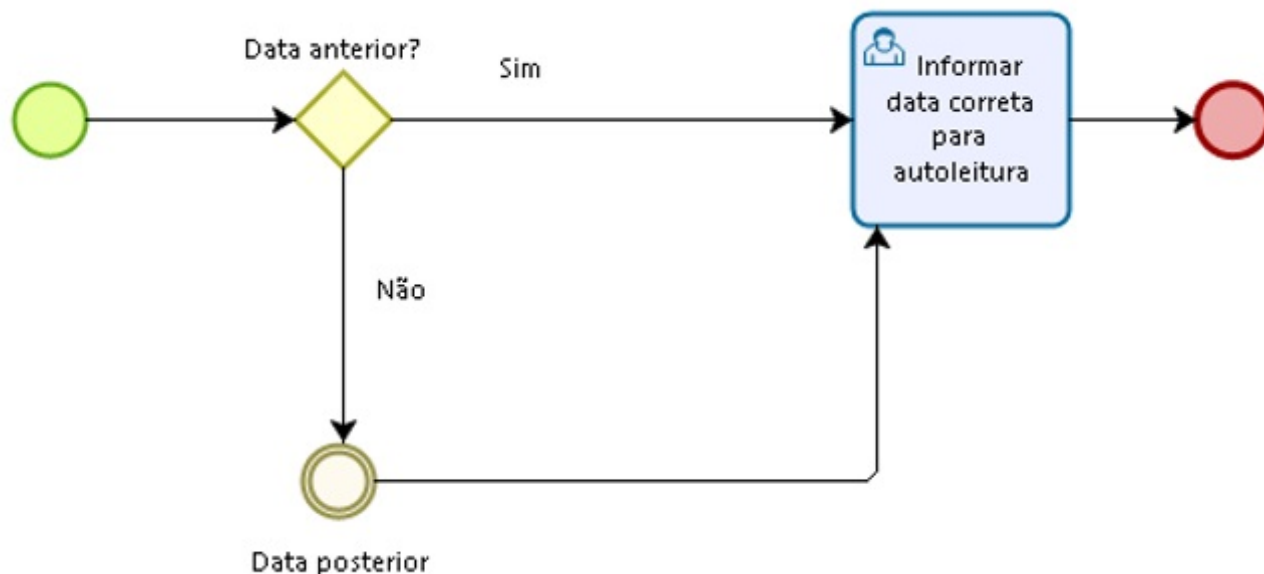 Data anterior?
Sim
Informar
data correta
para
autoleitura
Não
Data posterior